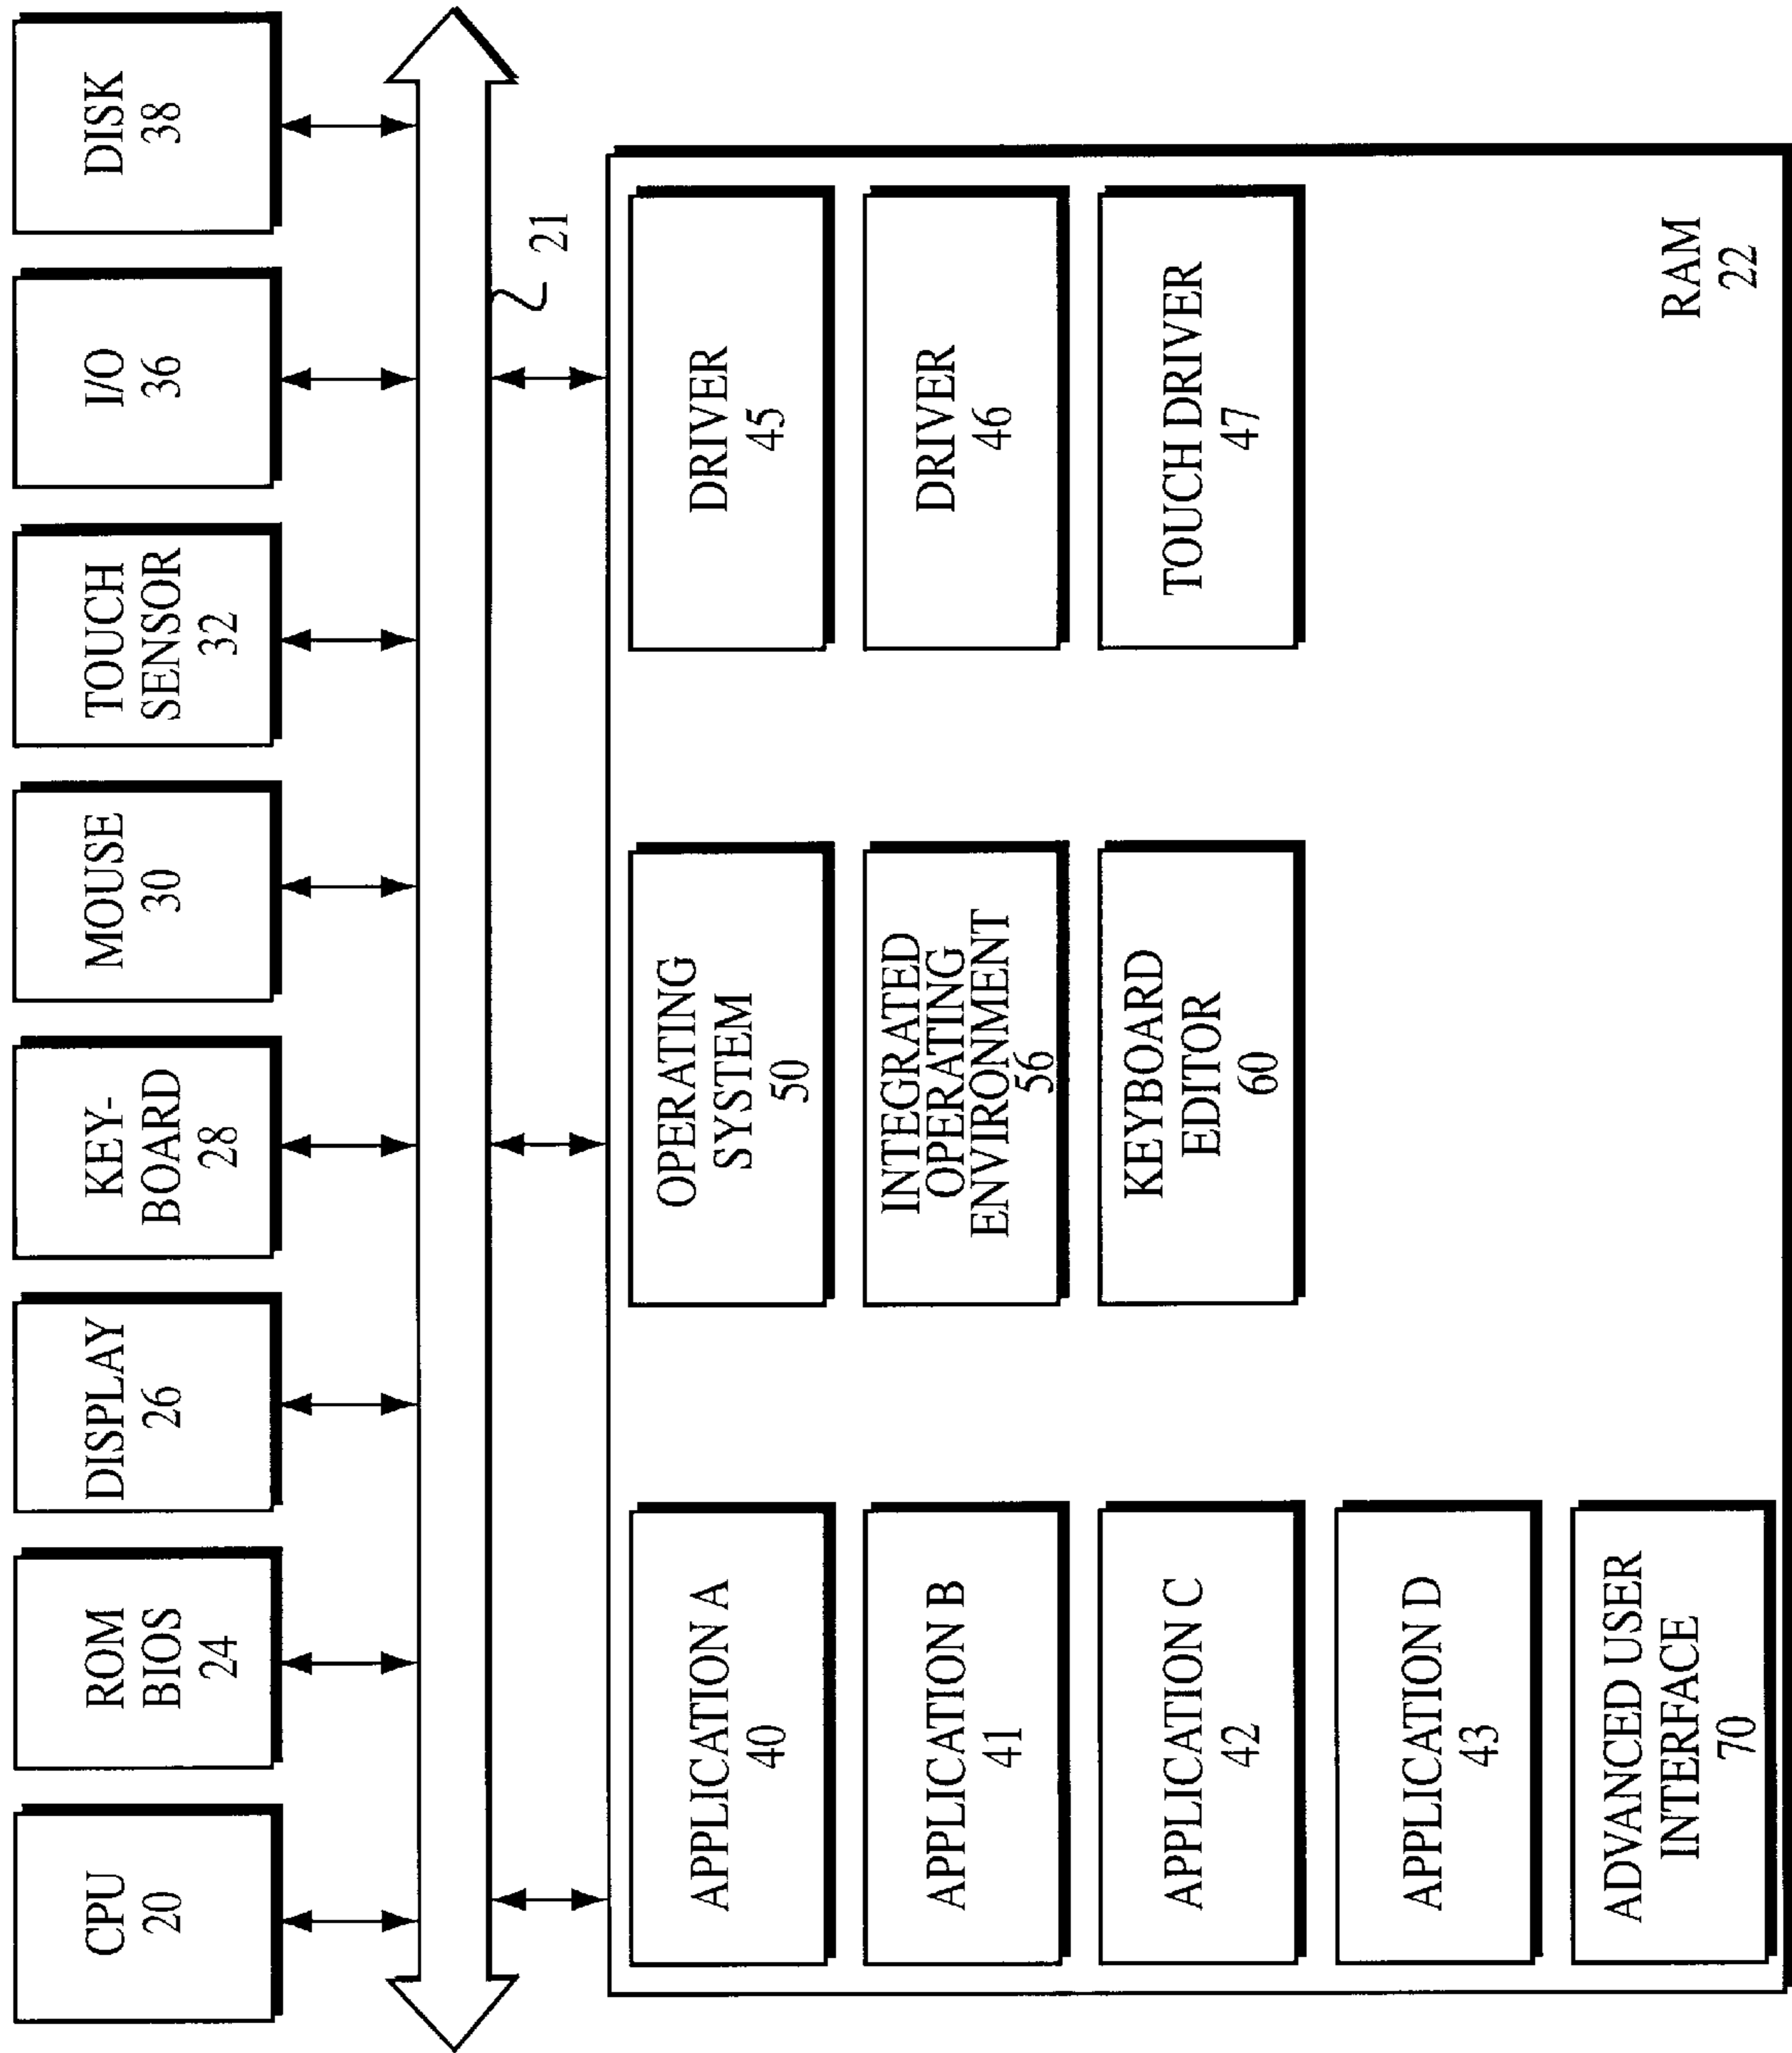 CPU
20
ROM
BIOS
24
DISPLAY
26
KEY-
BOARD
28
MOUSE
30
TOUCH
SENSOR
32
I/O
36
DISK
38
21
APPLICATION A
40
APPLICATION B
41
APPLICATION C
42
APPLICATION D
43
ADVANCED USER
INTERFACE
70
OPERATING
SYSTEM
50
INTEGRATED
OPERATING
ENVIRONMENT
56
KEYBOARD
EDITOR
60
DRIVER
45
DRIVER
46
TOUCH DRIVER
47
RAM
22